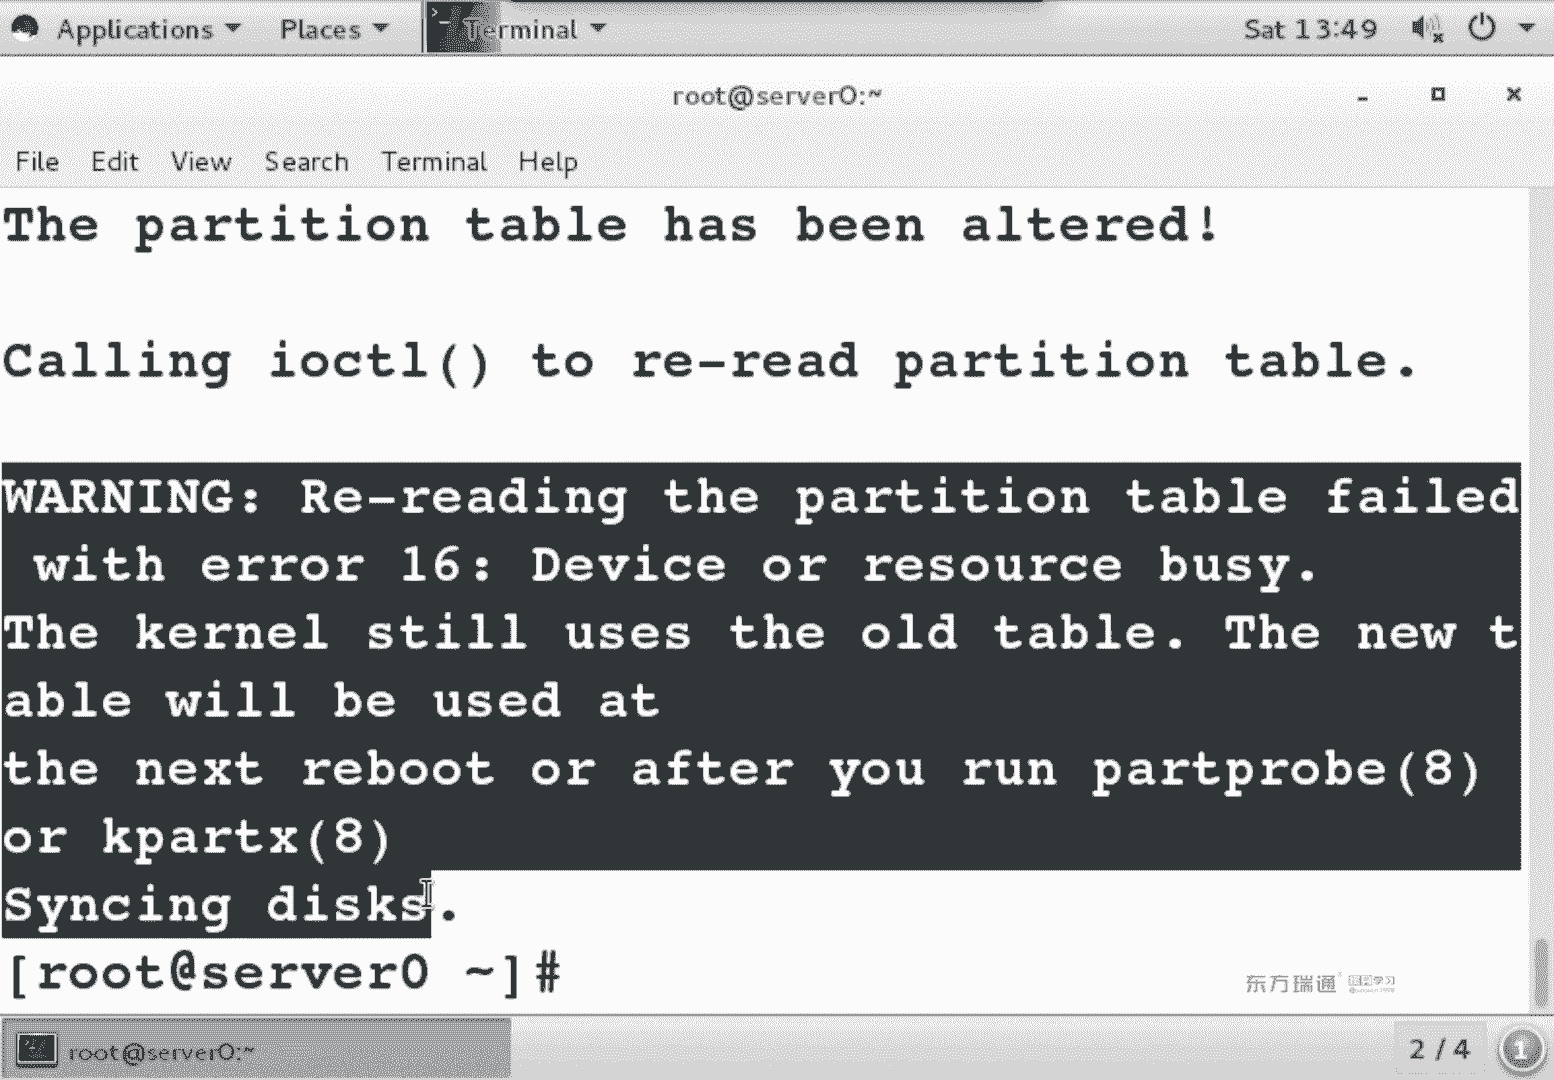 Applications Places Terminal Sat 13:49
root@server0:~
File Edit View Search Terminal Help
The partition table has been altered!
Calling ioctl() to re-read partition table.
WARNING: Re-reading the partition table failed
with error 16: Device or resource busy.
The kernel still uses the old table. The new t
able will be used at
the next reboot or after you run partprobe(8)
or kpartx(8)
Syncing disks.
[root@server0 ~]#
东方瑞通
root@server0:~ 2 / 4 1